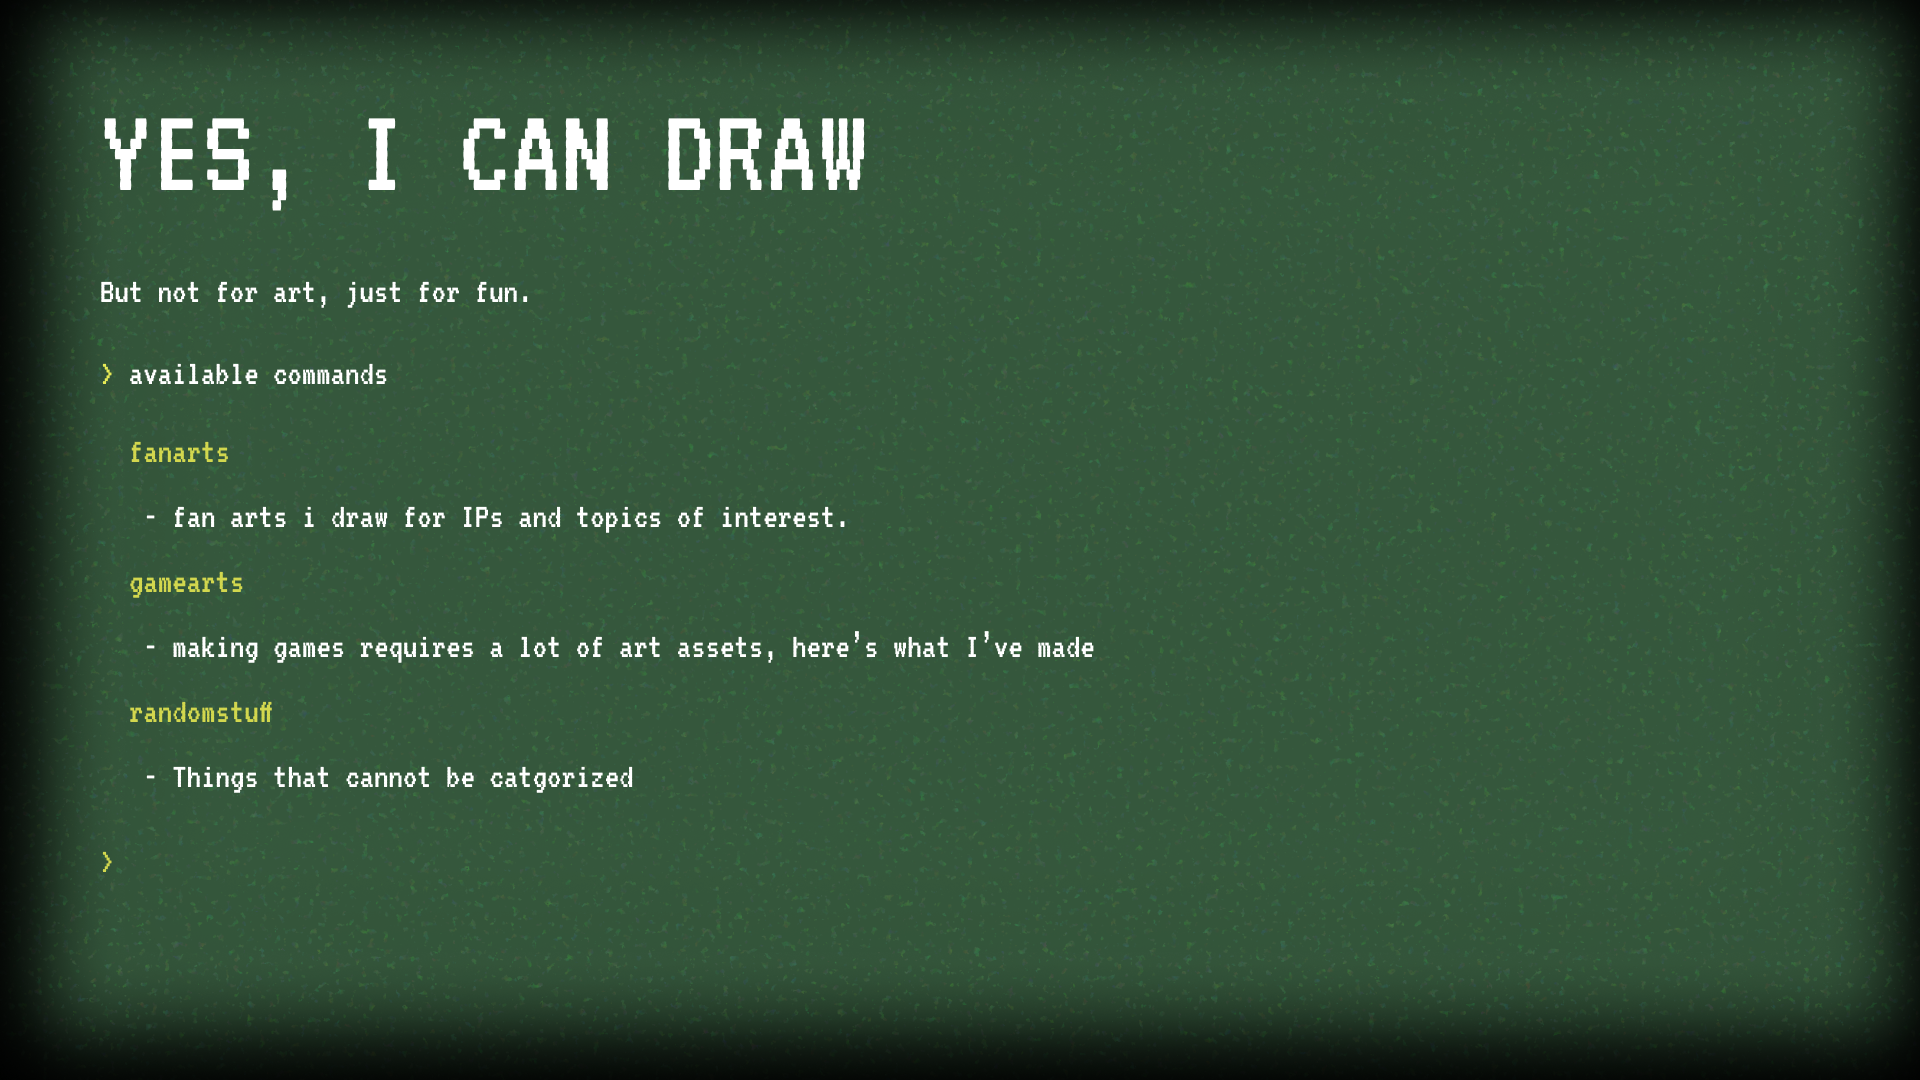 YES, I CAN DRAW
But not for art, just for fun.
❯ available commands
fanarts
- fan arts i draw for IPs and topics of interest.
gamearts
- making games requires a lot of art assets, here’s what I’ve made
randomstuff
- Things that cannot be catgorized
❯